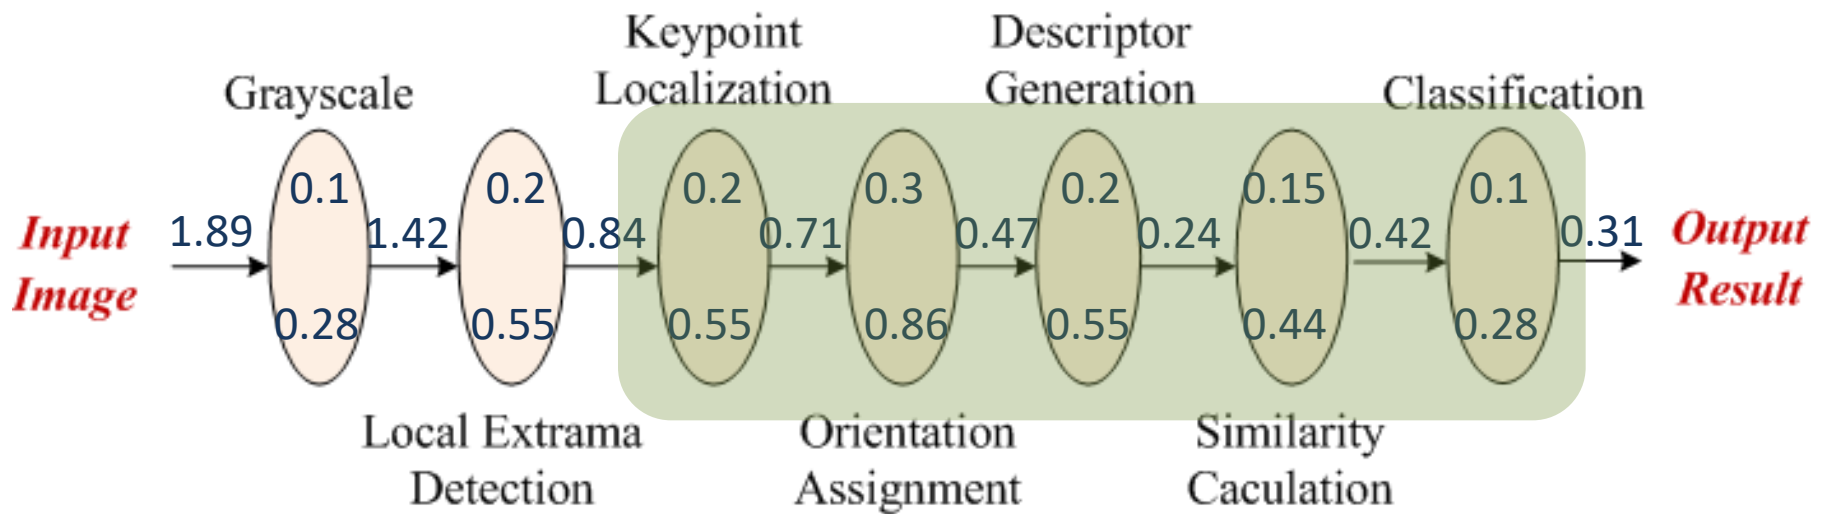 Keypoint
Localization
Descriptor
Generation
Grayscale
Classification
0.1
0.2
0.2
0.3
0.2
0.15
0.1
Input
Image
1.89
1.42
0.84
0.71
0.47
0.24
0.42
0.31
Output
Result
0.28
0.55
0.55
0.86
0.55
0.44
0.28
Local Extrama
Detection
Orientation
Assignment
Similarity
Caculation